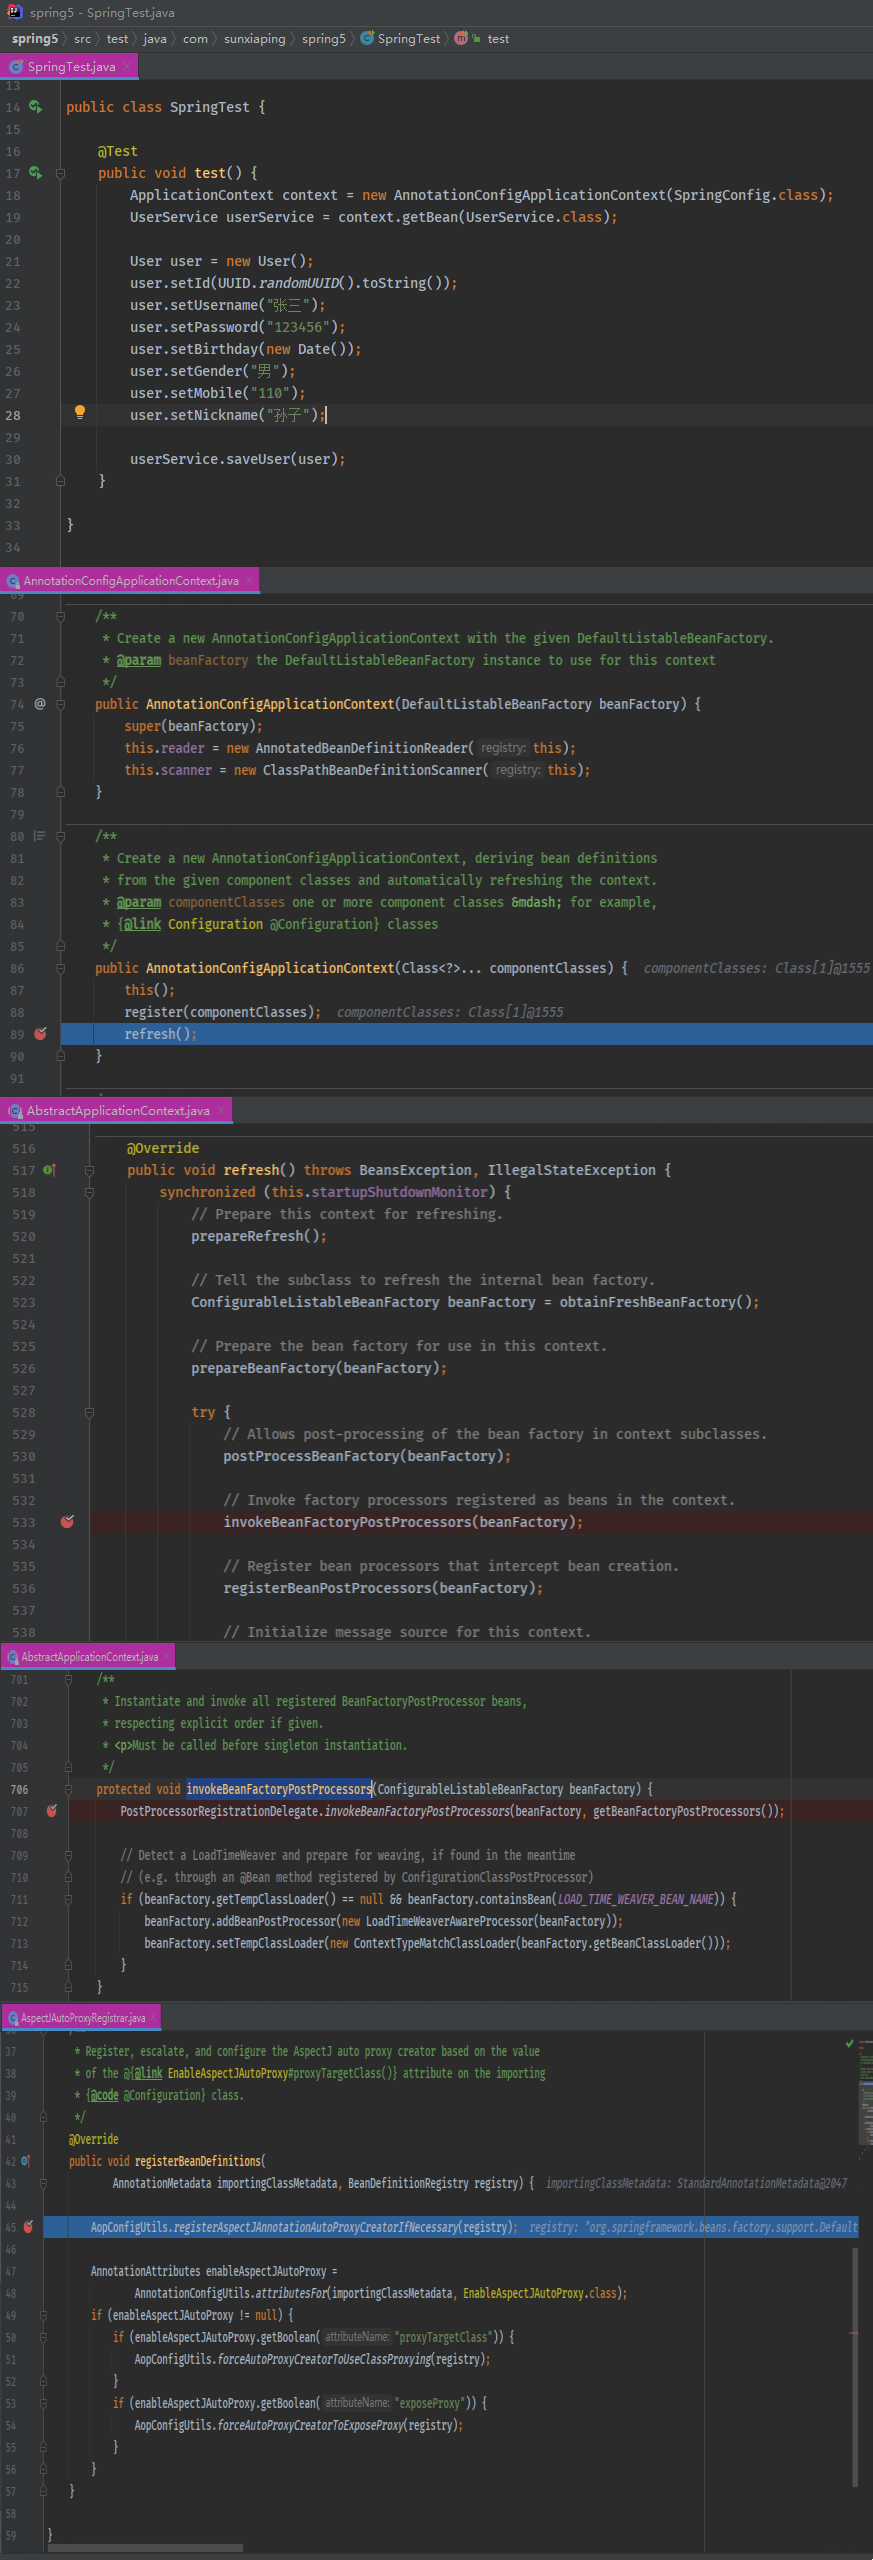 spring5 - SpringTest.java
spring5 〉 src 〉 test 〉 java 〉 com 〉 sunxiaping 〉 spring5 〉 SpringTest 〉 test
SpringTest.java
13
14 public class SpringTest {
15
16 @Test
17 public void test() {
18 ApplicationContext context = new AnnotationConfigApplicationContext(SpringConfig.class);
19 UserService userService = context.getBean(UserService.class);
20
21 User user = new User();
22 user.setId(UUID.randomUUID().toString());
23 user.setUsername("张三");
24 user.setPassword("123456");
25 user.setBirthday(new Date());
26 user.setGender("男");
27 user.setMobile("110");
28 user.setNickname("孙子");
29
30 userService.saveUser(user);
31 }
32
33 }
34
AnnotationConfigApplicationContext.java
69
70 /**
71 * Create a new AnnotationConfigApplicationContext with the given DefaultListableBeanFactory.
72 * @param beanFactory the DefaultListableBeanFactory instance to use for this context
73 */
74 @ public AnnotationConfigApplicationContext(DefaultListableBeanFactory beanFactory) {
75 super(beanFactory);
76 this.reader = new AnnotatedBeanDefinitionReader( registry: this);
77 this.scanner = new ClassPathBeanDefinitionScanner( registry: this);
78 }
79
80 /**
81 * Create a new AnnotationConfigApplicationContext, deriving bean definitions
82 * from the given component classes and automatically refreshing the context.
83 * @param componentClasses one or more component classes &mdash; for example,
84 * {@link Configuration @Configuration} classes
85 */
86 public AnnotationConfigApplicationContext(Class<?>... componentClasses) { componentClasses: Class[1]@1555
87 this();
88 register(componentClasses); componentClasses: Class[1]@1555
89 refresh();
90 }
91
AbstractApplicationContext.java
515
516 @Override
517 public void refresh() throws BeansException, IllegalStateException {
518 synchronized (this.startupShutdownMonitor) {
519 // Prepare this context for refreshing.
520 prepareRefresh();
521
522 // Tell the subclass to refresh the internal bean factory.
523 ConfigurableListableBeanFactory beanFactory = obtainFreshBeanFactory();
524
525 // Prepare the bean factory for use in this context.
526 prepareBeanFactory(beanFactory);
527
528 try {
529 // Allows post-processing of the bean factory in context subclasses.
530 postProcessBeanFactory(beanFactory);
531
532 // Invoke factory processors registered as beans in the context.
533 invokeBeanFactoryPostProcessors(beanFactory);
534
535 // Register bean processors that intercept bean creation.
536 registerBeanPostProcessors(beanFactory);
537
538 // Initialize message source for this context.
AbstractApplicationContext.java
701 /**
702 * Instantiate and invoke all registered BeanFactoryPostProcessor beans,
703 * respecting explicit order if given.
704 * <p>Must be called before singleton instantiation.
705 */
706 protected void invokeBeanFactoryPostProcessors(ConfigurableListableBeanFactory beanFactory) {
707 PostProcessorRegistrationDelegate.invokeBeanFactoryPostProcessors(beanFactory, getBeanFactoryPostProcessors());
708
709 // Detect a LoadTimeWeaver and prepare for weaving, if found in the meantime
710 // (e.g. through an @Bean method registered by ConfigurationClassPostProcessor)
711 if (beanFactory.getTempClassLoader() == null && beanFactory.containsBean(LOAD_TIME_WEAVER_BEAN_NAME)) {
712 beanFactory.addBeanPostProcessor(new LoadTimeWeaverAwareProcessor(beanFactory));
713 beanFactory.setTempClassLoader(new ContextTypeMatchClassLoader(beanFactory.getBeanClassLoader()));
714 }
715 }
AspectJAutoProxyRegistrar.java
36 /**
37 * Register, escalate, and configure the AspectJ auto proxy creator based on the value
38 * of the @{@link EnableAspectJAutoProxy#proxyTargetClass()} attribute on the importing
39 * {@code @Configuration} class.
40 */
41 @Override
42 public void registerBeanDefinitions(
43 AnnotationMetadata importingClassMetadata, BeanDefinitionRegistry registry) { importingClassMetadata: StandardAnnotationMetadata@2047
44
45 AopConfigUtils.registerAspectJAnnotationAutoProxyCreatorIfNecessary(registry); registry: "org.springframework.beans.factory.support.Default
46
47 AnnotationAttributes enableAspectJAutoProxy =
48 AnnotationConfigUtils.attributesFor(importingClassMetadata, EnableAspectJAutoProxy.class);
49 if (enableAspectJAutoProxy != null) {
50 if (enableAspectJAutoProxy.getBoolean( attributeName: "proxyTargetClass")) {
51 AopConfigUtils.forceAutoProxyCreatorToUseClassProxying(registry);
52 }
53 if (enableAspectJAutoProxy.getBoolean( attributeName: "exposeProxy")) {
54 AopConfigUtils.forceAutoProxyCreatorToExposeProxy(registry);
55 }
56 }
57 }
58
59 }